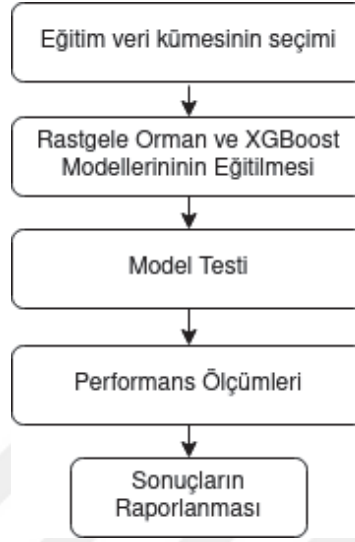 Eğitim veri kümesinin seçimi
Rastgele Orman ve XGBoost
Modellerininin Eğitilmesi
Model Testi
Performans Ölçümleri
Sonuçların
Raporlanması